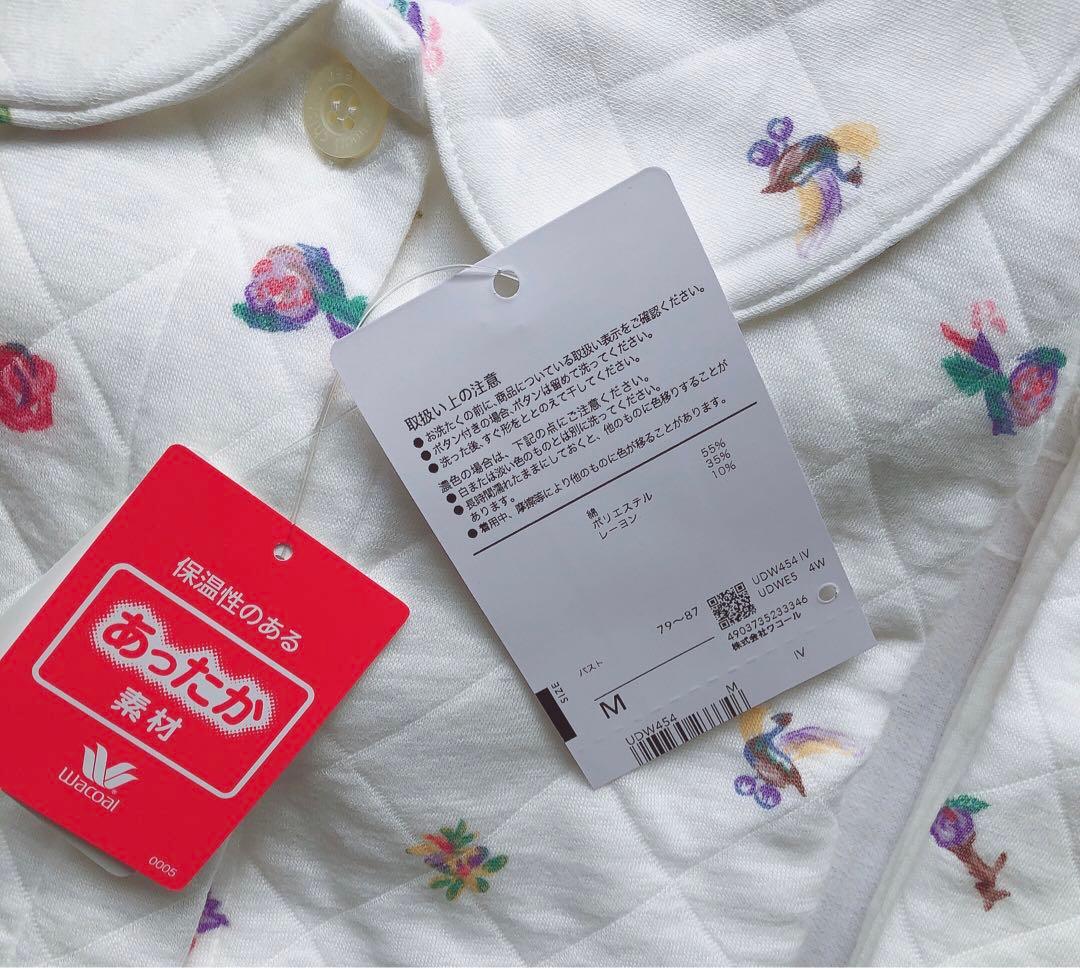 取扱い上の注意
●お洗たくの前に、商品についている取扱い表示をご確認ください。
●ボタン付きの場合、ボタンは留めて洗ってください。
●洗った後、すぐ形をととのえて干してください。
濃色の場合は、下記の点にご注意ください。
●白または淡い色のものとは別に洗ってください。
●長時間濡れたままにしておくと、他のものに色移りすることが
あります。
●着用中、摩擦等により他のものに色が移ることがあります。
綿 55%
ポリエステル 35%
レーヨン 10%
UDW454 IV
UDWE5 4W
4903735233346
株式会社ワコール
バスト 79〜87
SIZE
M
IV
UDW454 M
保温性のある
あったか
素材
wacoal
0005